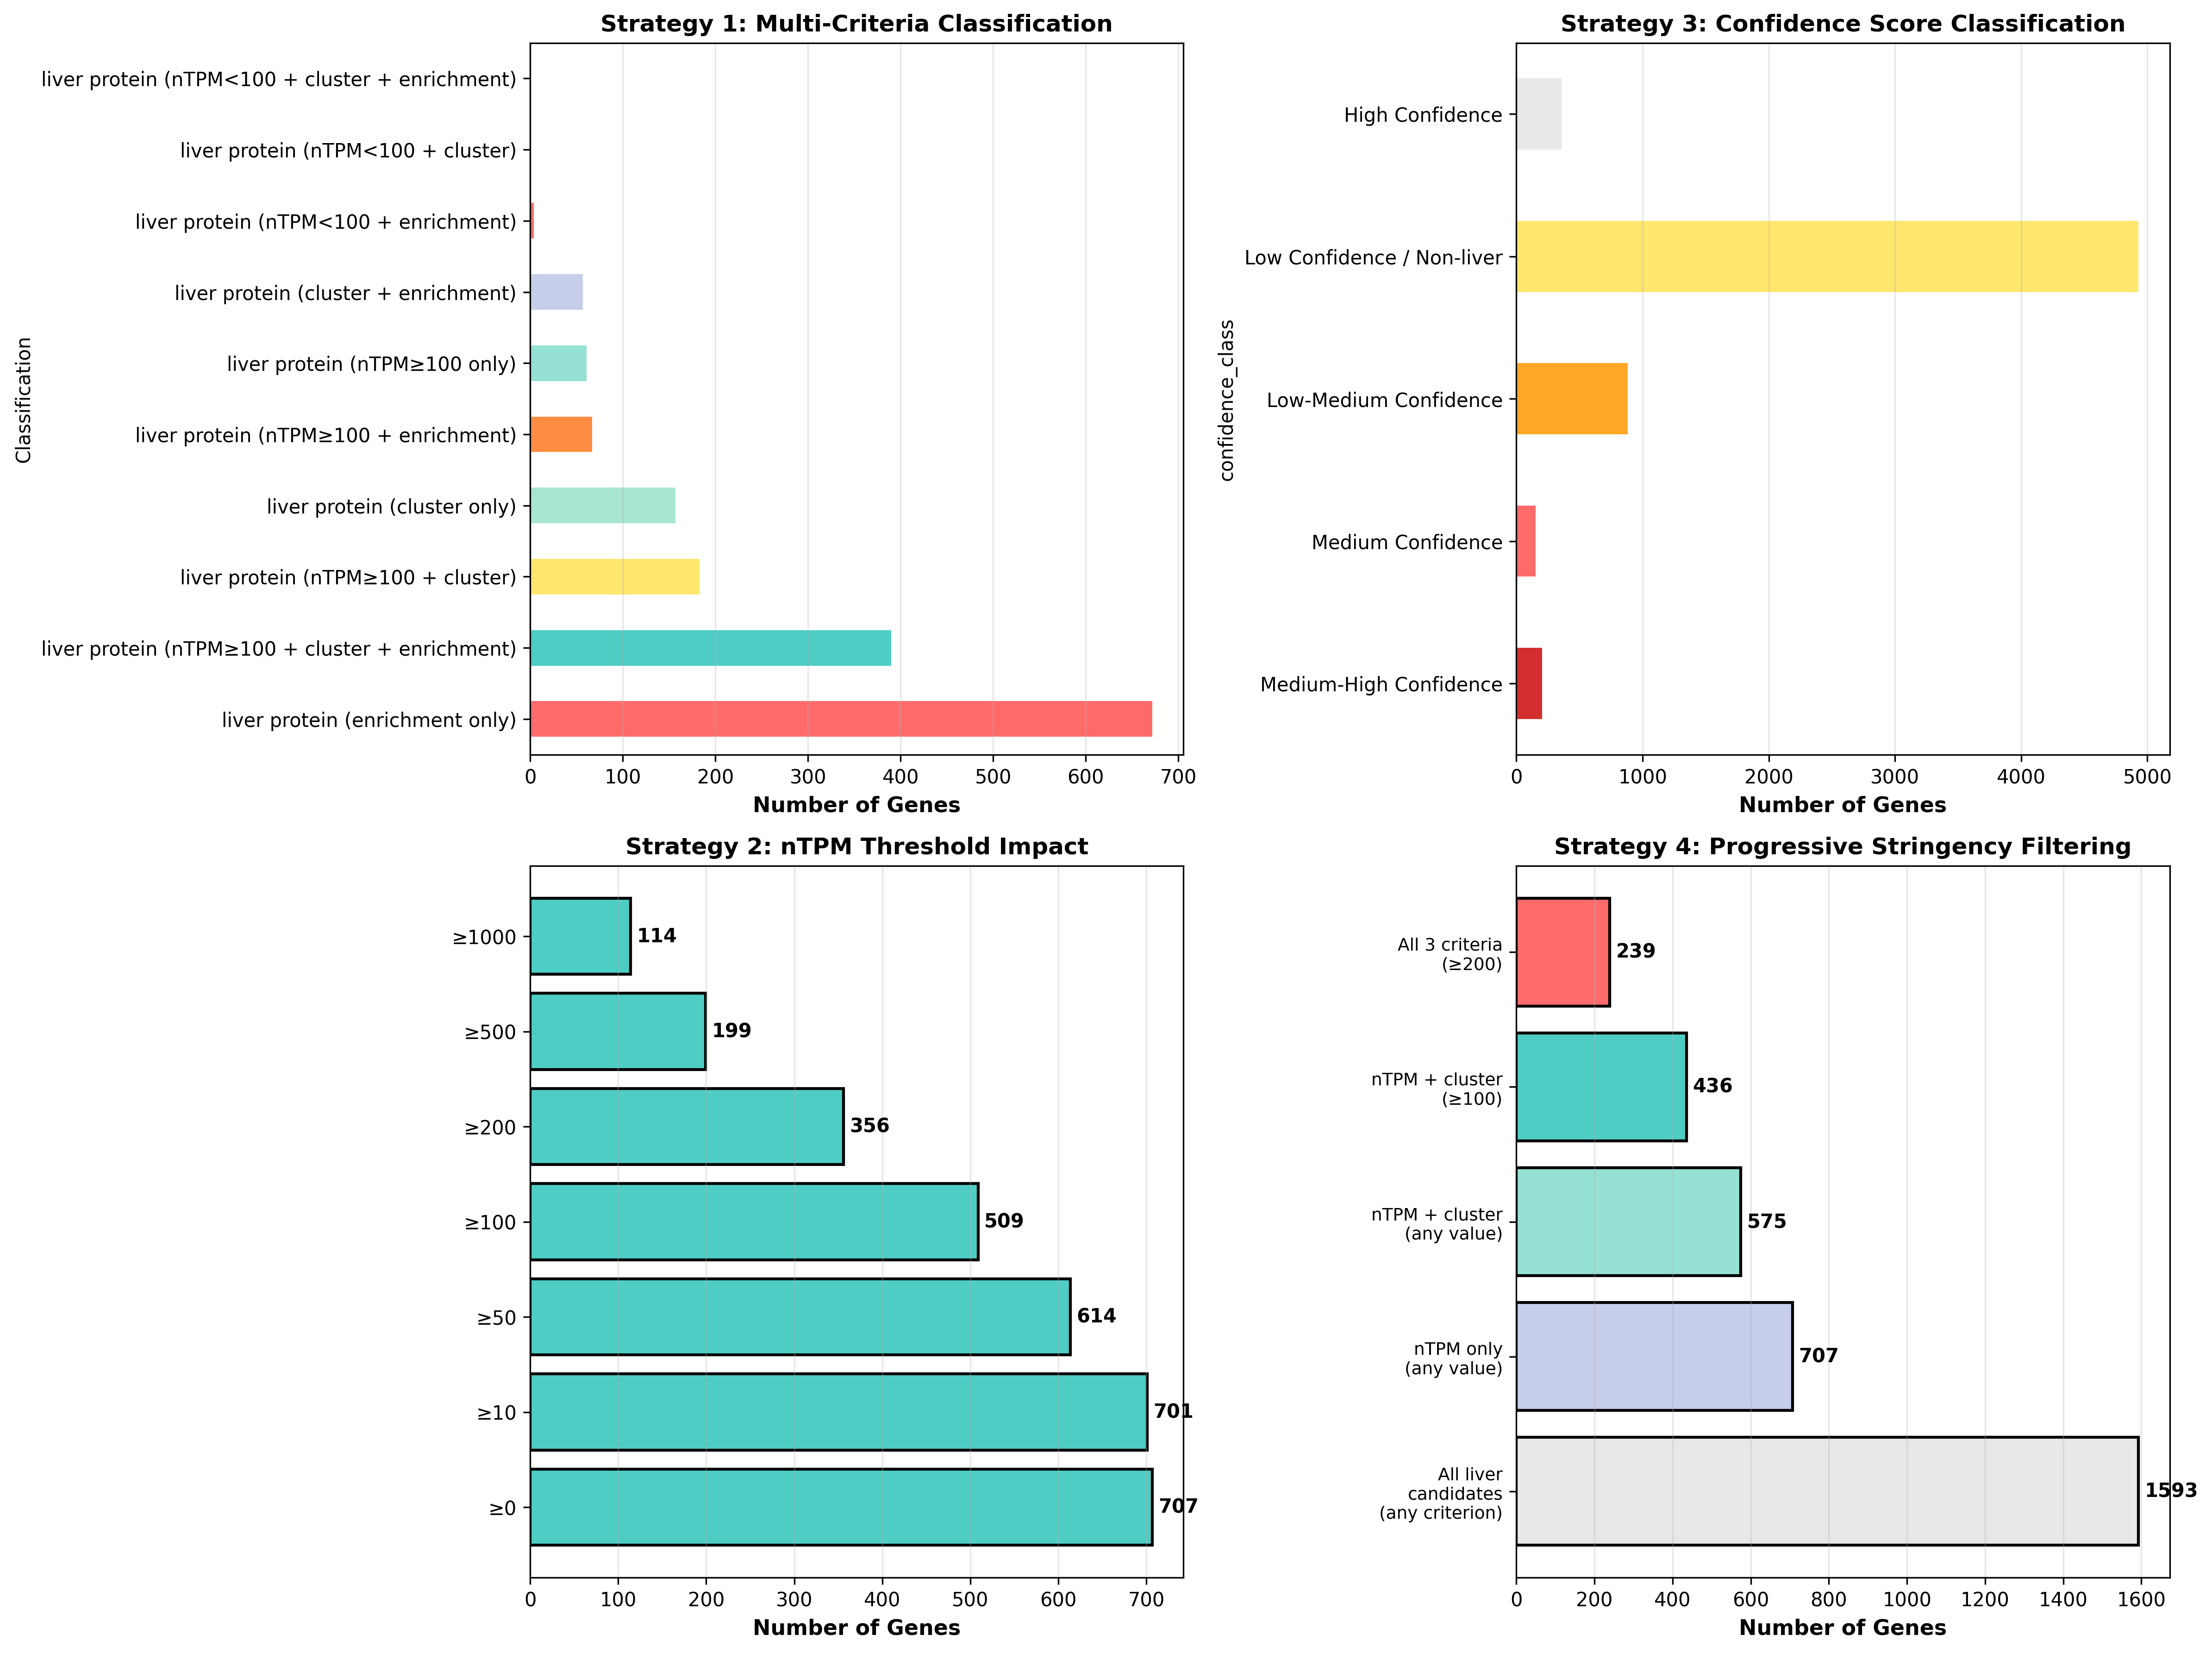 Strategy 1: Multi-Criteria Classification
Classification
liver protein (nTPM<100 + cluster + enrichment)
liver protein (nTPM<100 + cluster)
liver protein (nTPM<100 + enrichment)
liver protein (cluster + enrichment)
liver protein (nTPM≥100 only)
liver protein (nTPM≥100 + enrichment)
liver protein (cluster only)
liver protein (nTPM≥100 + cluster)
liver protein (nTPM≥100 + cluster + enrichment)
liver protein (enrichment only)
0 100 200 300 400 500 600 700
Number of Genes
Strategy 3: Confidence Score Classification
confidence_class
High Confidence
Low Confidence / Non-liver
Low-Medium Confidence
Medium Confidence
Medium-High Confidence
0 1000 2000 3000 4000 5000
Number of Genes
Strategy 2: nTPM Threshold Impact
≥1000 114
≥500 199
≥200 356
≥100 509
≥50 614
≥10 701
≥0 707
0 100 200 300 400 500 600 700
Number of Genes
Strategy 4: Progressive Stringency Filtering
All 3 criteria
(≥200)
239
nTPM + cluster
(≥100)
436
nTPM + cluster
(any value)
575
nTPM only
(any value)
707
All liver
candidates
(any criterion)
1593
0 200 400 600 800 1000 1200 1400 1600
Number of Genes